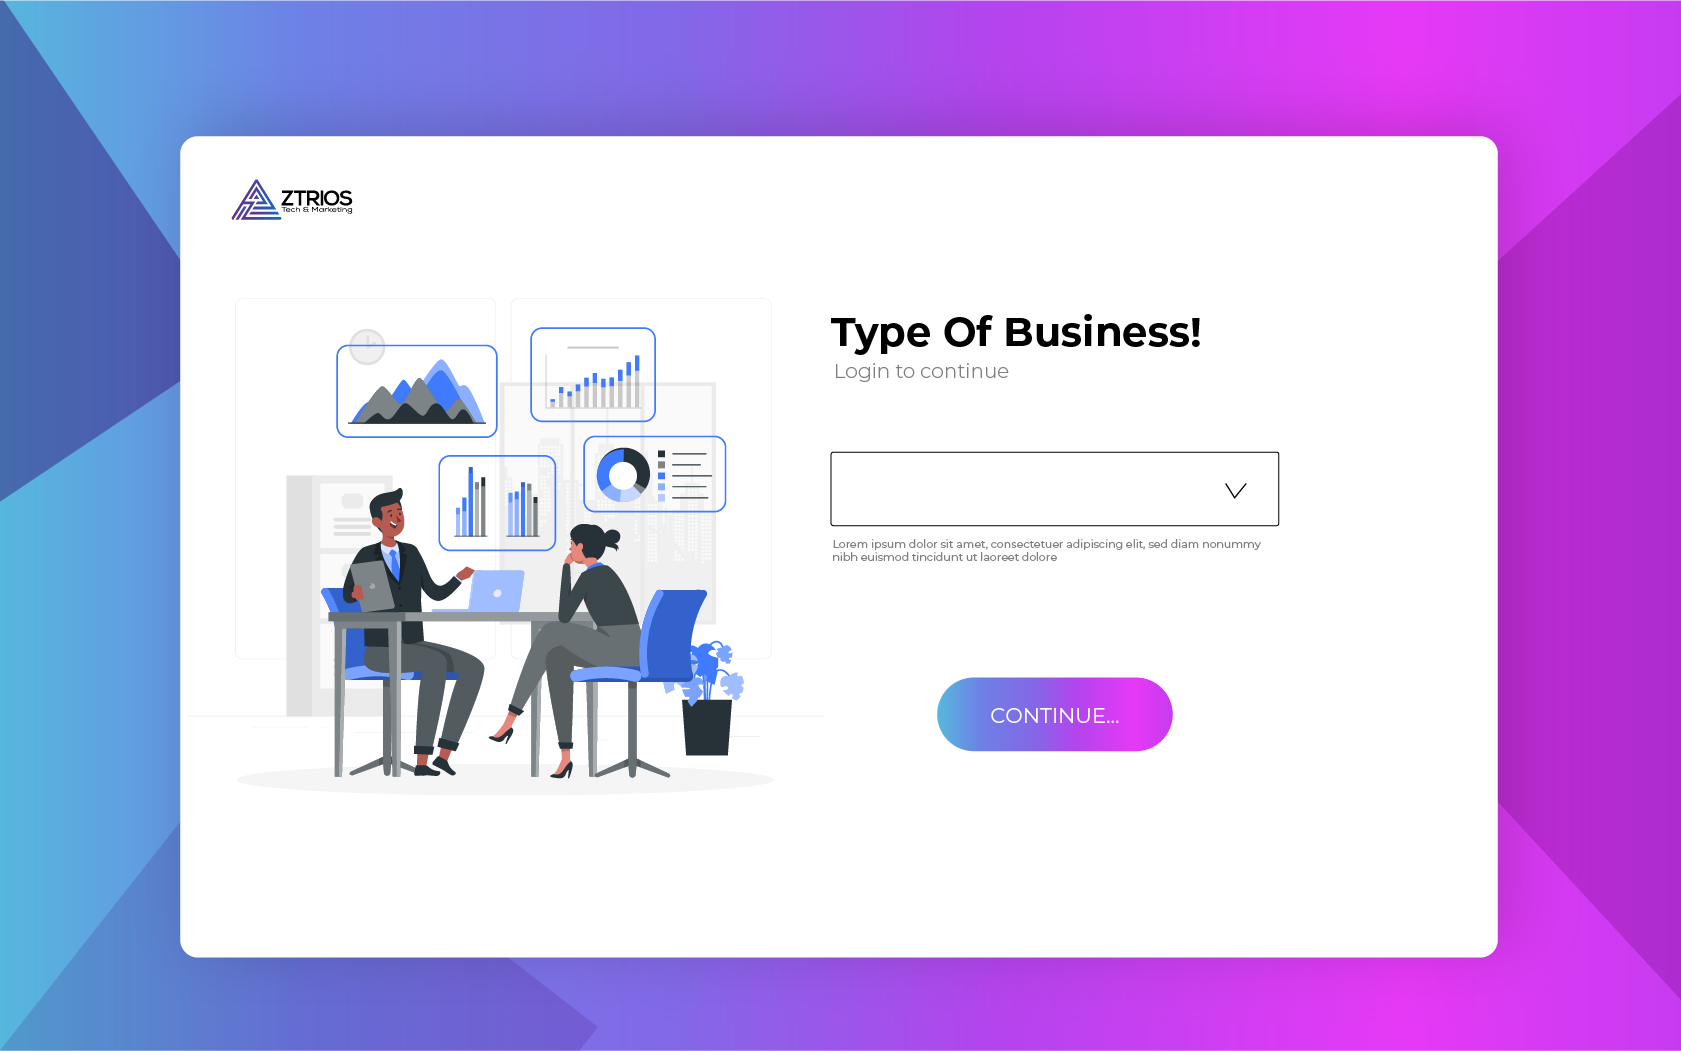 ZTRIOS
Tech & Marketing
Type Of Business!
Login to continue
Lorem ipsum dolor sit amet, consectetuer adipiscing elit, sed diam nonummy
nibh euismod tincidunt ut laoreet dolore
CONTINUE...